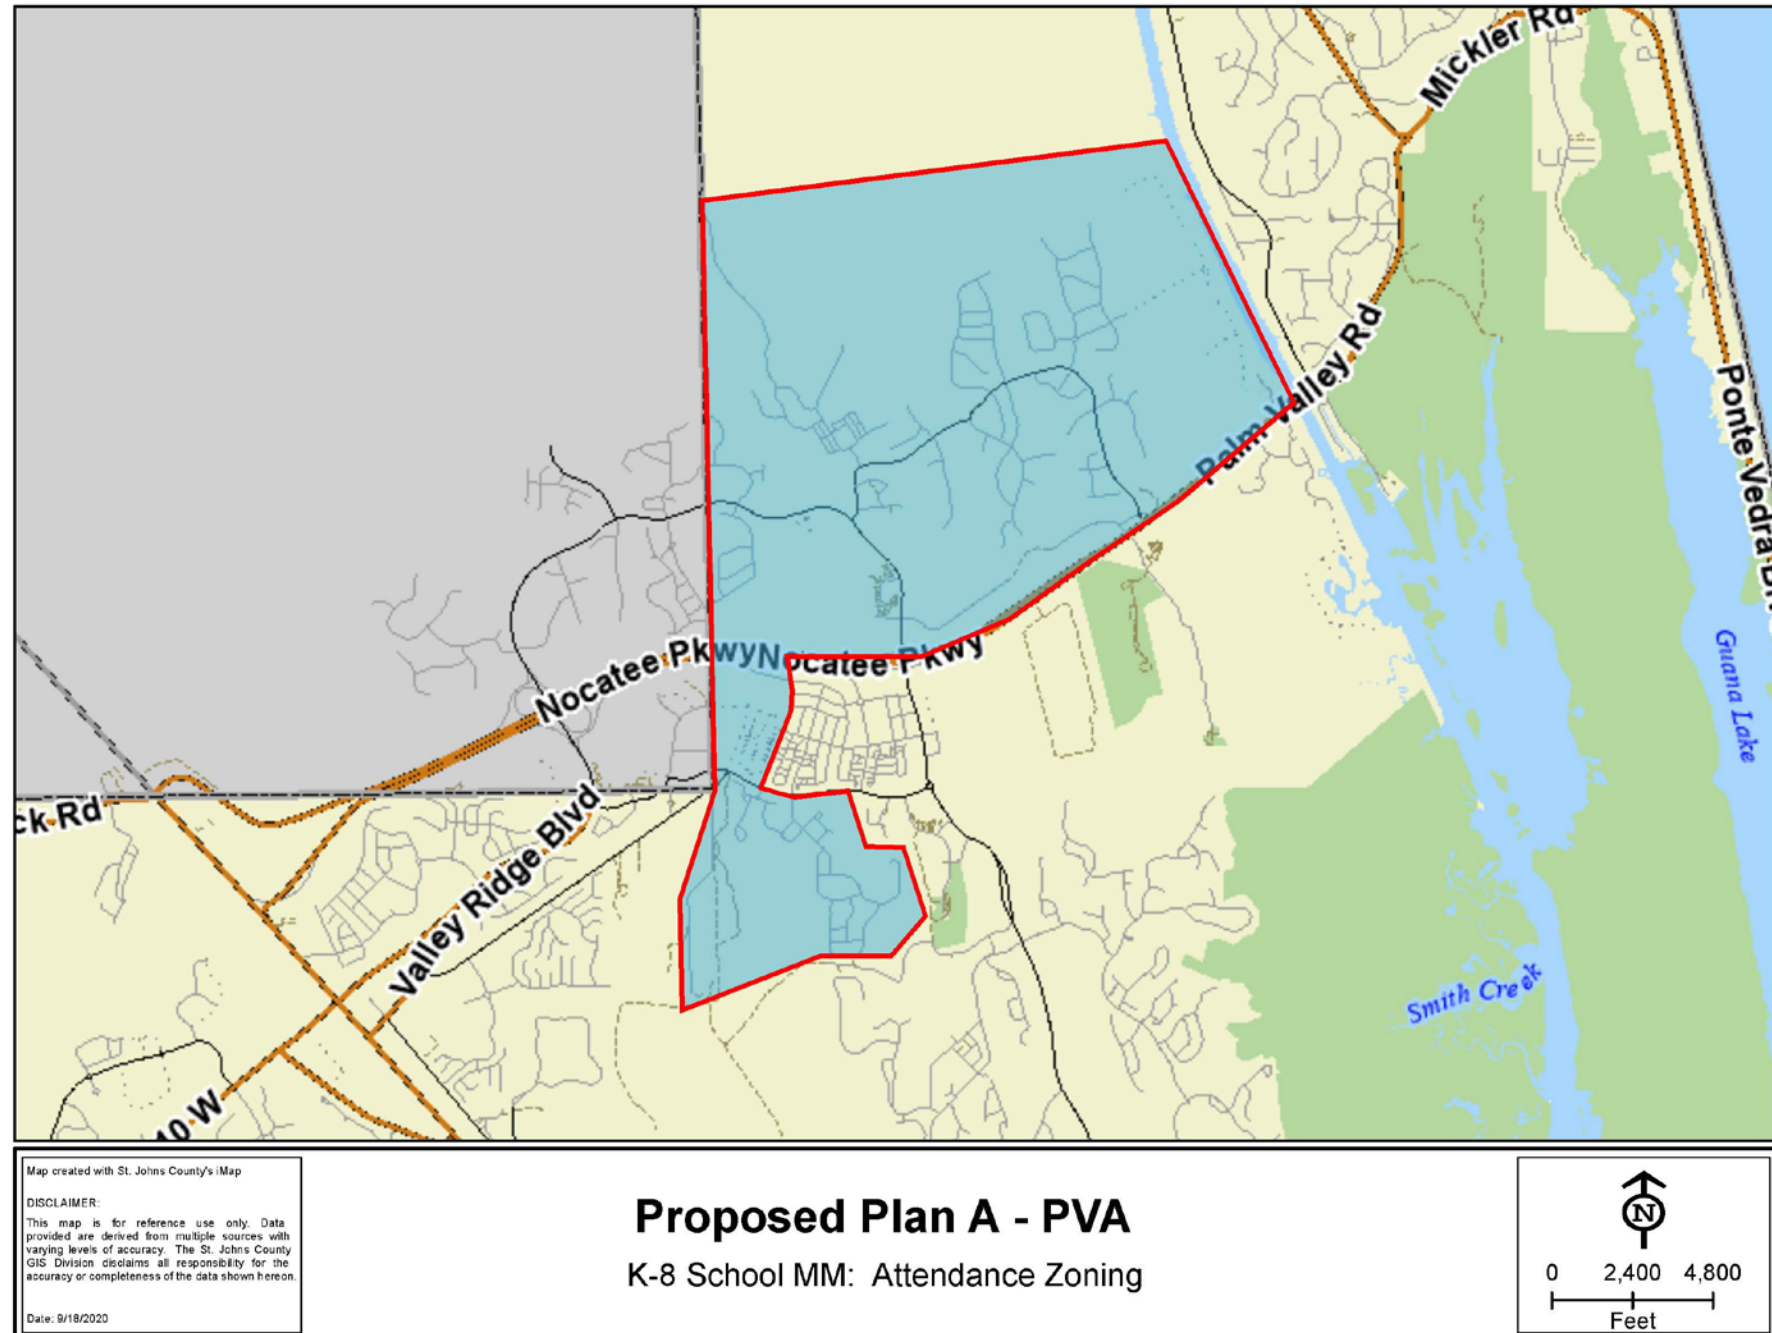 Mickler Rd
Palm Valley Rd
Ponte Vedra Blv
Nocatee Pkwy
Nocatee Pkwy
Guana Lake
ck Rd
Valley Ridge Blvd
Smith Creek
10 W
Map created with St. Johns County's iMap
DISCLAIMER:
This map is for reference use only. Data
provided are derived from multiple sources with
varying levels of accuracy. The St. Johns County
GIS Division disclaims all responsibility for the
accuracy or completeness of the data shown hereon.
Date: 9/18/2020
Proposed Plan A - PVA
K-8 School MM: Attendance Zoning
N
0 2,400 4,800
Feet